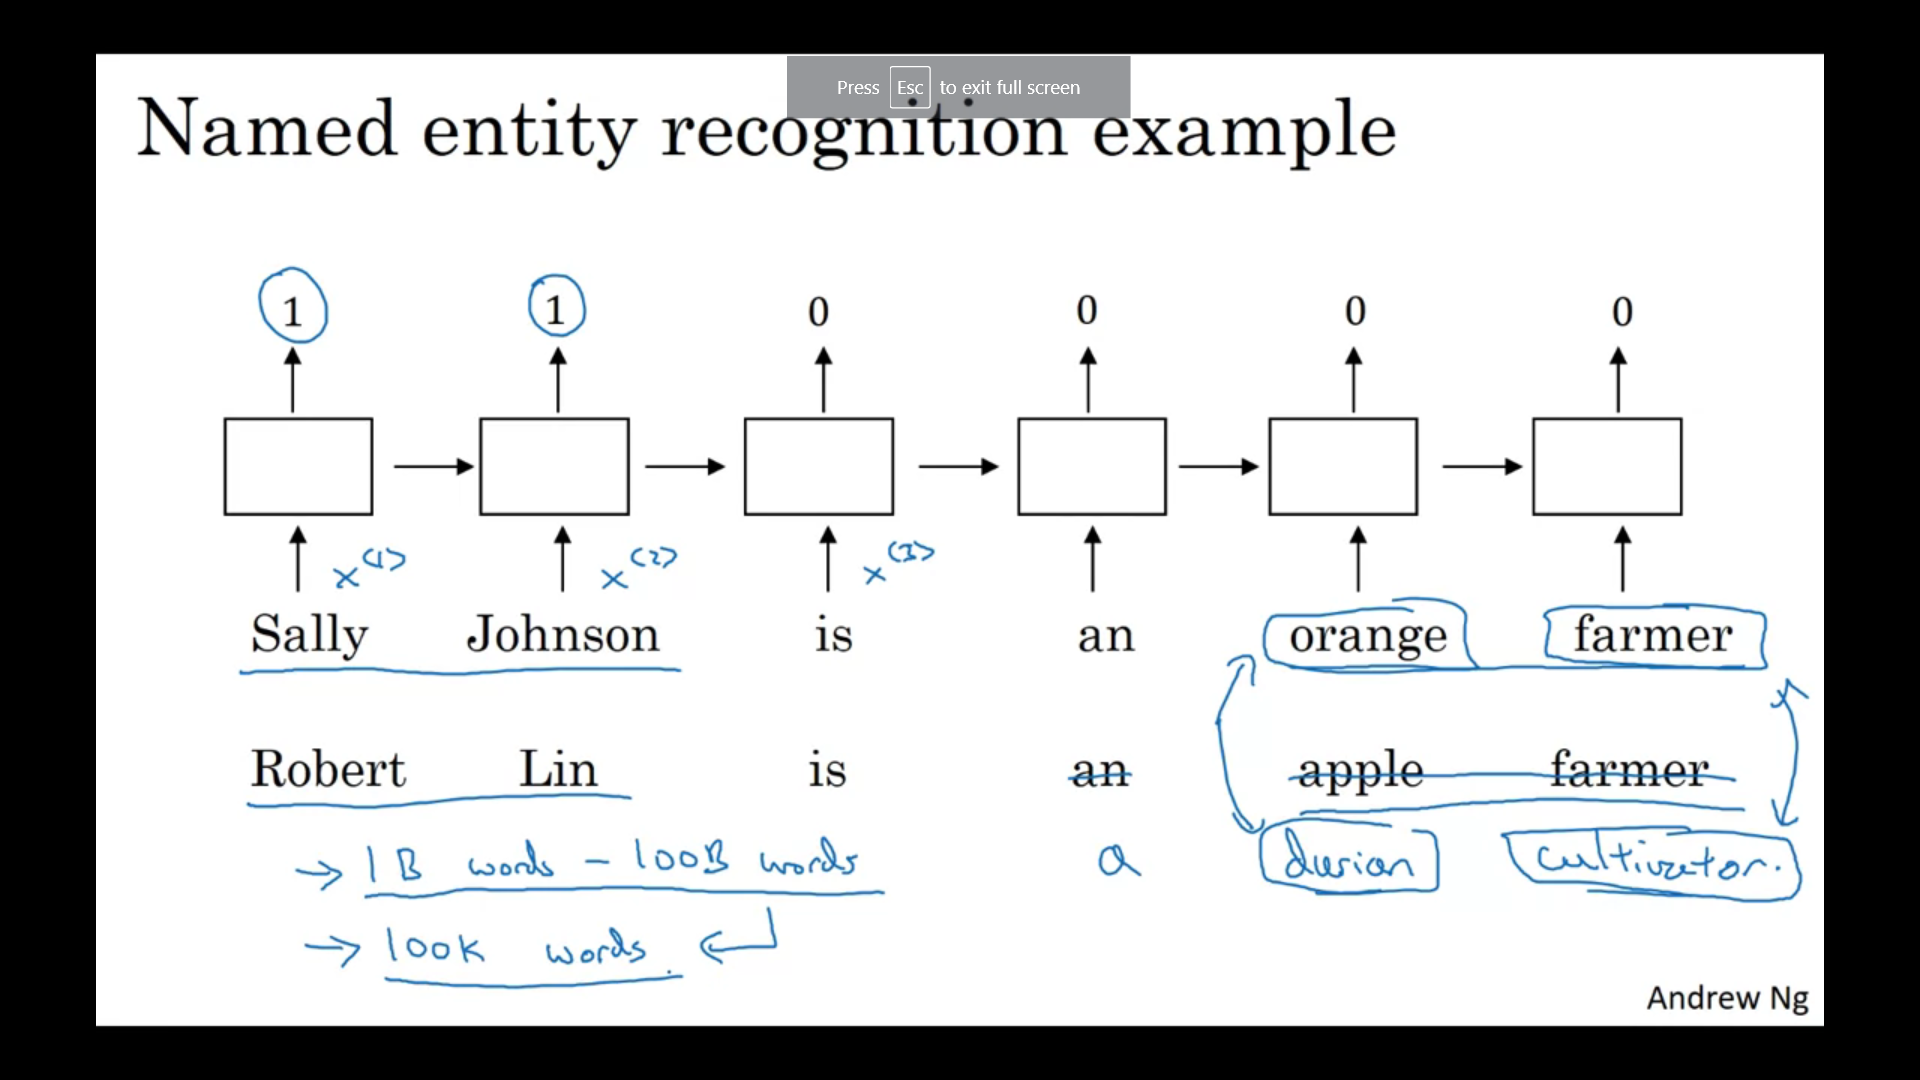 Press Esc to exit full screen
Named entity recognition example
1 1 0 0 0 0
x<1> x<2> x<3>
Sally Johnson is an orange farmer
Robert Lin is an apple farmer
→ 1B words - 100B words a durian cultivator.
→ 100K words.
Andrew Ng